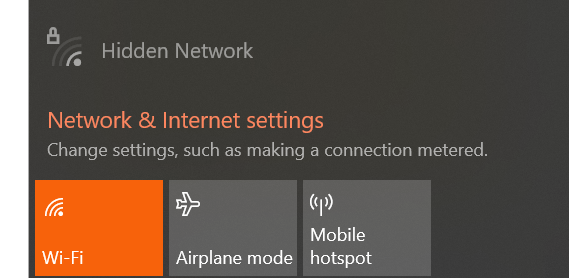 Hidden Network
Network & Internet settings
Change settings, such as making a connection metered.
Wi-Fi
Airplane mode
Mobile
hotspot